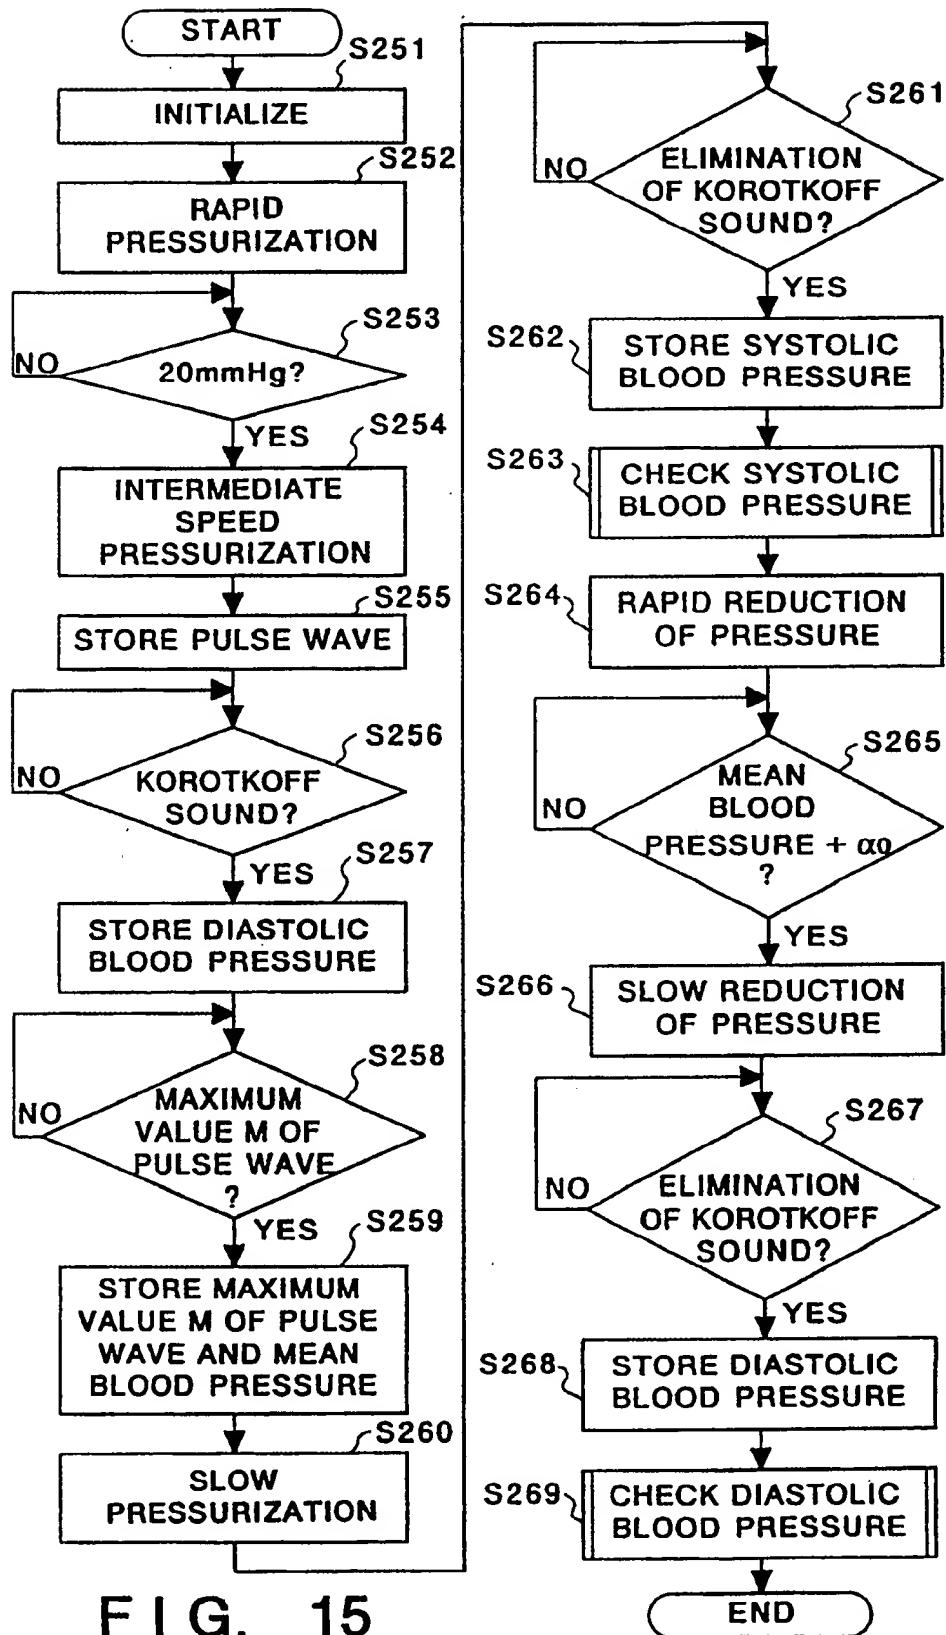 START
S251
INITIALIZE
S252
RAPID
PRESSURIZATION
S253
20mmHg?
NO
YES
S254
INTERMEDIATE
SPEED
PRESSURIZATION
S255
STORE PULSE WAVE
S256
KOROTKOFF
SOUND?
NO
YES
S257
STORE DIASTOLIC
BLOOD PRESSURE
S258
MAXIMUM
VALUE M OF
PULSE WAVE
?
NO
YES
S259
STORE MAXIMUM
VALUE M OF PULSE
WAVE AND MEAN
BLOOD PRESSURE
S260
SLOW
PRESSURIZATION
S261
ELIMINATION
OF KOROTKOFF
SOUND?
NO
YES
S262
STORE SYSTOLIC
BLOOD PRESSURE
S263
CHECK SYSTOLIC
BLOOD PRESSURE
S264
RAPID REDUCTION
OF PRESSURE
S265
MEAN
BLOOD
PRESSURE + α0
?
NO
YES
S266
SLOW REDUCTION
OF PRESSURE
S267
ELIMINATION
OF KOROTKOFF
SOUND?
NO
YES
S268
STORE DIASTOLIC
BLOOD PRESSURE
S269
CHECK DIASTOLIC
BLOOD PRESSURE
END
FIG. 15